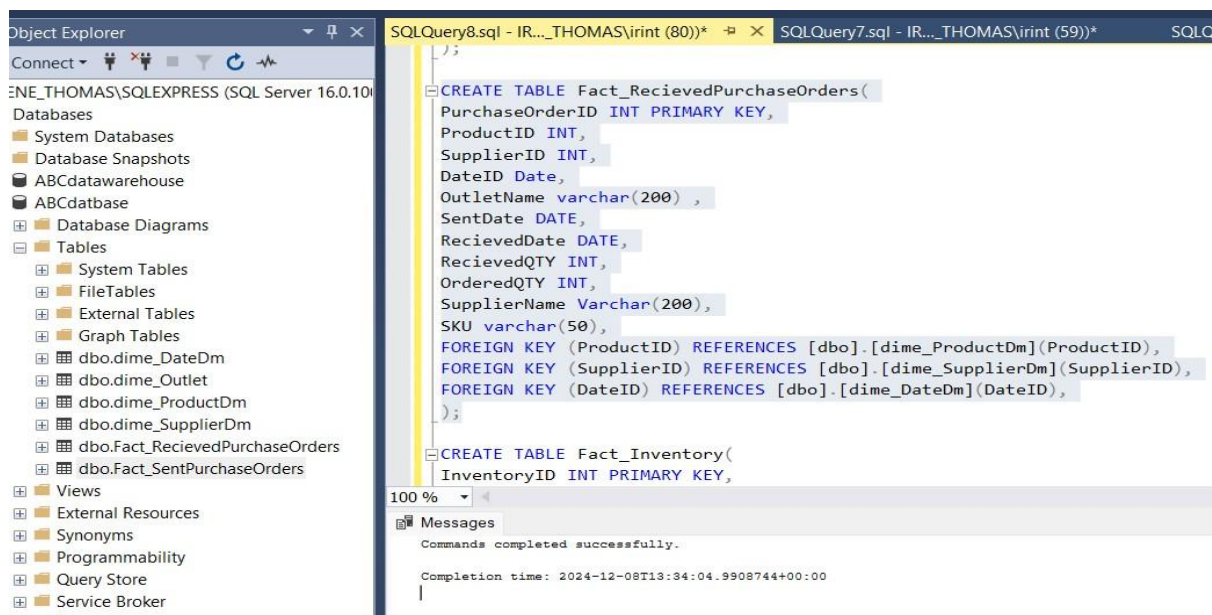 Object Explorer
Connect
ENE_THOMAS\SQLEXPRESS (SQL Server 16.0.10
Databases
System Databases
Database Snapshots
ABCdatawarehouse
ABCdatbase
Database Diagrams
Tables
System Tables
FileTables
External Tables
Graph Tables
dbo.dime_DateDm
dbo.dime_Outlet
dbo.dime_ProductDm
dbo.dime_SupplierDm
dbo.Fact_RecievedPurchaseOrders
dbo.Fact_SentPurchaseOrders
Views
External Resources
Synonyms
Programmability
Query Store
Service Broker
SQLQuery8.sql - IR..._THOMAS\irint (80))* SQLQuery7.sql - IR..._THOMAS\irint (59))* SQLQ
);
CREATE TABLE Fact_RecievedPurchaseOrders(
PurchaseOrderID INT PRIMARY KEY,
ProductID INT,
SupplierID INT,
DateID Date,
OutletName varchar(200) ,
SentDate DATE,
RecievedDate DATE,
RecievedQTY INT,
OrderedQTY INT,
SupplierName Varchar(200),
SKU varchar(50),
FOREIGN KEY (ProductID) REFERENCES [dbo].[dime_ProductDm](ProductID),
FOREIGN KEY (SupplierID) REFERENCES [dbo].[dime_SupplierDm](SupplierID),
FOREIGN KEY (DateID) REFERENCES [dbo].[dime_DateDm](DateID),
);
CREATE TABLE Fact_Inventory(
InventoryID INT PRIMARY KEY,
100 %
Messages
Commands completed successfully.
Completion time: 2024-12-08T13:34:04.9908744+00:00